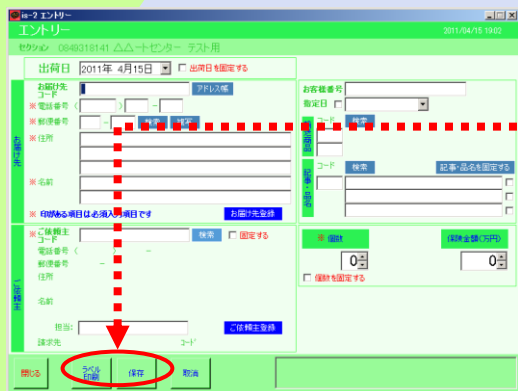 is-2 エントリー
エントリー
2011/04/15 19:02
セクション 0849318141 △△ートセンター テスト用
出荷日 2011年 4月15日 出荷日を固定する
お届け先コード アドレス帳
※電話番号 ( ) -
※郵便番号 - 検索
※住所
※名前
お届け先
※ 印がある項目は必須入力項目です お届け先登録
お客様番号
指定日
コード 検索
コード 検索 記事・品名を固定する
記事・品名
※ご依頼主コード 検索 固定する
電話番号 ( ) -
郵便番号 -
住所
名前
ご依頼主
担当: ご依頼主登録
請求先 コード
※ 個数 保険金額(万円)
0 0
個数を固定する
閉じる ラベル印刷 保存 取消